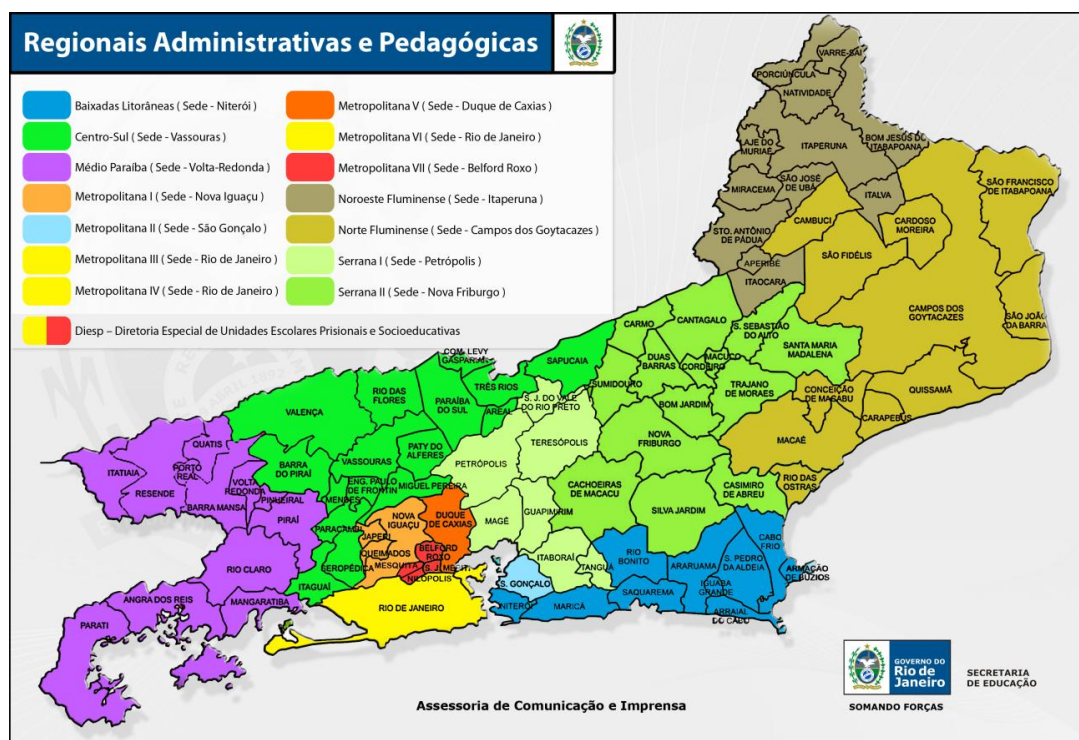 Regionais Administrativas e Pedagógicas
Baixadas Litorâneas ( Sede - Niterói )
Centro-Sul ( Sede - Vassouras )
Médio Paraíba ( Sede - Volta-Redonda )
Metropolitana I ( Sede - Nova Iguaçu )
Metropolitana II ( Sede - São Gonçalo )
Metropolitana III ( Sede - Rio de Janeiro )
Metropolitana IV ( Sede - Rio de Janeiro )
Metropolitana V ( Sede - Duque de Caxias )
Metropolitana VI ( Sede - Rio de Janeiro )
Metropolitana VII ( Sede - Belford Roxo )
Noroeste Fluminense ( Sede - Itaperuna )
Norte Fluminense ( Sede - Campos dos Goytacazes )
Serrana I ( Sede - Petrópolis )
Serrana II ( Sede - Nova Friburgo )
Diesp – Diretoria Especial de Unidades Escolares Prisionais e Socioeducativas
VARRE-SAI
PORCIÚNCULA
NATIVIDADE
BOM JESUS DO
ITABAPOANA
LAJE DO
MURIAÉ
ITAPERUNA
SÃO FRANCISCO
DE ITABAPOANA
MIRACEMA
SÃO JOSÉ
DE UBÁ
ITALVA
CAMBUCI
CARDOSO
MOREIRA
STO. ANTÔNIO
DE PÁDUA
SÃO FIDÉLIS
APERIBÉ
ITAOCARA
CAMPOS DOS
GOYTACAZES
SÃO JOÃO
DA BARRA
CARMO
CANTAGALO
S. SEBASTIÃO
DO ALTO
SANTA MARIA
MADALENA
COM. LEVY
GASPARIAN
SAPUCAIA
DUAS
BARRAS
MACUCO
CORDEIRO
TRÊS RIOS
SUMIDOURO
TRAJANO
DE MORAES
CONCEIÇÃO
DE MACABU
QUISSAMÃ
RIO DAS
FLORES
PARAÍBA
DO SUL
AREAL
S. J. DO VALE
DO RIO PRETO
BOM JARDIM
CARAPEBUS
VALENÇA
TERESÓPOLIS
NOVA
FRIBURGO
MACAÉ
QUATIS
PATY DO
ALFERES
VASSOURAS
PETRÓPOLIS
ITATIAIA
PORTO
REAL
BARRA
DO PIRAÍ
RIO DAS
OSTRAS
RESENDE
VOLTA
REDONDA
ENG. PAULO
DE FRONTIN
MIGUEL PEREIRA
CACHOEIRAS
DE MACACU
CASIMIRO
DE ABREU
BARRA MANSA
PINHEIRAL
MENDES
SILVA JARDIM
PIRAÍ
NOVA
IGUAÇU
DUQUE
DE CAXIAS
MAGÉ
GUAPIMIRIM
PARACAMBI
JAPERI
CABO
FRIO
QUEIMADOS
BELFORD
ROXO
ITABORAÍ
RIO
BONITO
ARARUAMA
S. PEDRO
DA ALDEIA
RIO CLARO
SEROPÉDICA
MESQUITA
S. J. MERITI
TANGUÁ
ARMAÇÃO
DE BÚZIOS
NILÓPOLIS
S. GONÇALO
IGUABA
GRANDE
ITAGUAÍ
SAQUAREMA
ANGRA DOS REIS
MANGARATIBA
RIO DE JANEIRO
NITERÓI
MARICÁ
ARRAIAL
DO CABO
PARATI
GOVERNO DO
Rio de
Janeiro
SECRETARIA
DE EDUCAÇÃO
SOMANDO FORÇAS
Assessoria de Comunicação e Imprensa